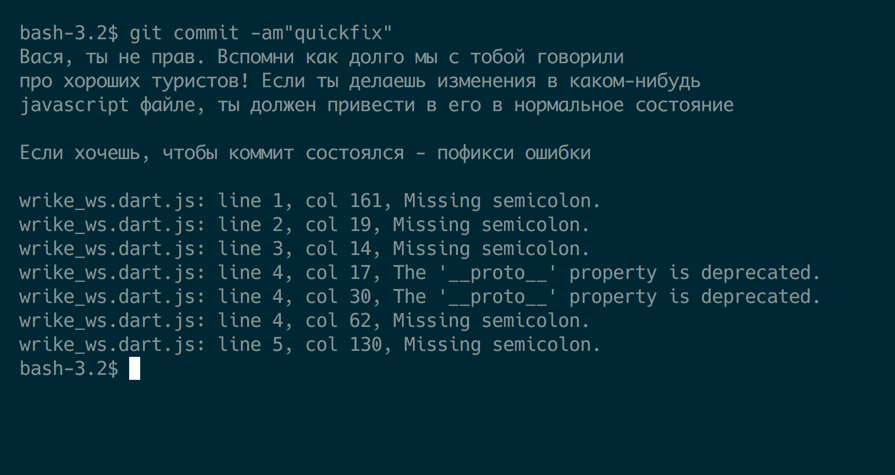 bash-3.2$ git commit -am"quickfix"
Вася, ты не прав. Вспомни как долго мы с тобой говорили
про хороших туристов! Если ты делаешь изменения в каком-нибудь
javascript файле, ты должен привести в его в нормальное состояние
Если хочешь, чтобы коммит состоялся - пофикси ошибки
wrike_ws.dart.js: line 1, col 161, Missing semicolon.
wrike_ws.dart.js: line 2, col 19, Missing semicolon.
wrike_ws.dart.js: line 3, col 14, Missing semicolon.
wrike_ws.dart.js: line 4, col 17, The '__proto__' property is deprecated.
wrike_ws.dart.js: line 4, col 30, The '__proto__' property is deprecated.
wrike_ws.dart.js: line 4, col 62, Missing semicolon.
wrike_ws.dart.js: line 5, col 130, Missing semicolon.
bash-3.2$